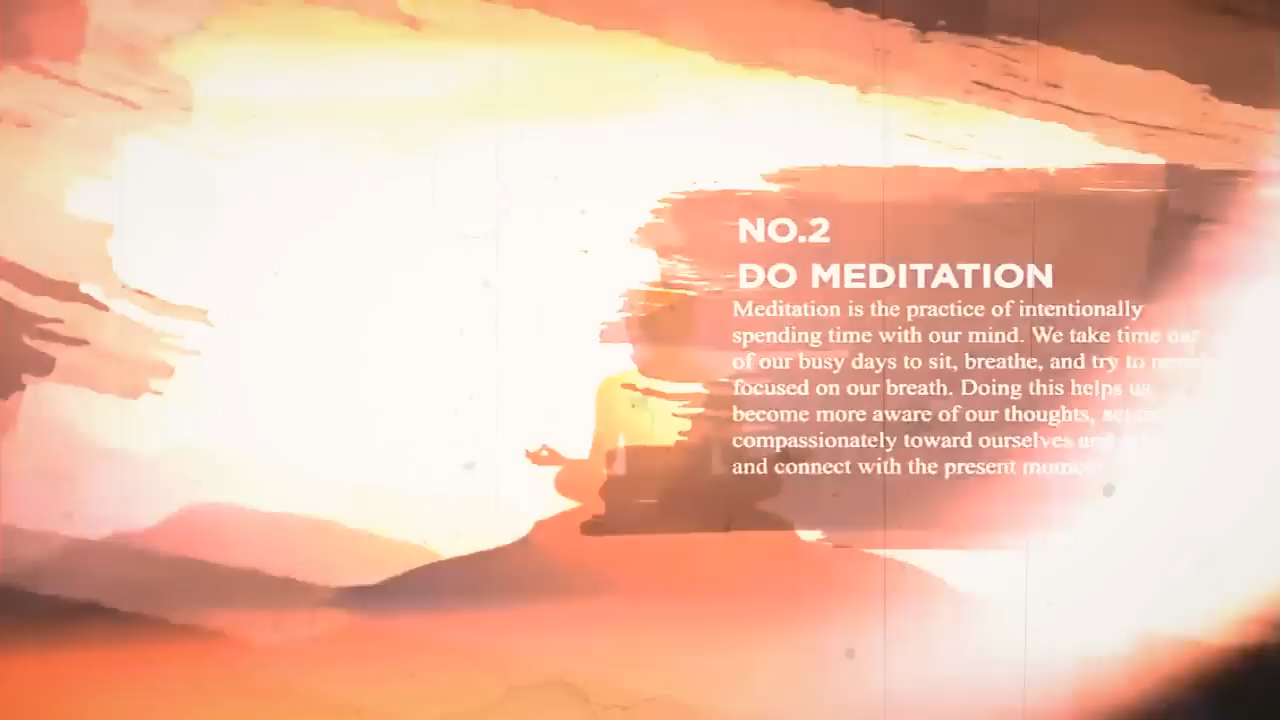 NO.2
DO MEDITATION
Meditation is the practice of intentionally
spending time with our mind. We take time
of our busy days to sit, breathe, and try to
focused on our breath. Doing this helps us
become more aware of our thoughts,
compassionately toward ourselves and
and connect with the present moment